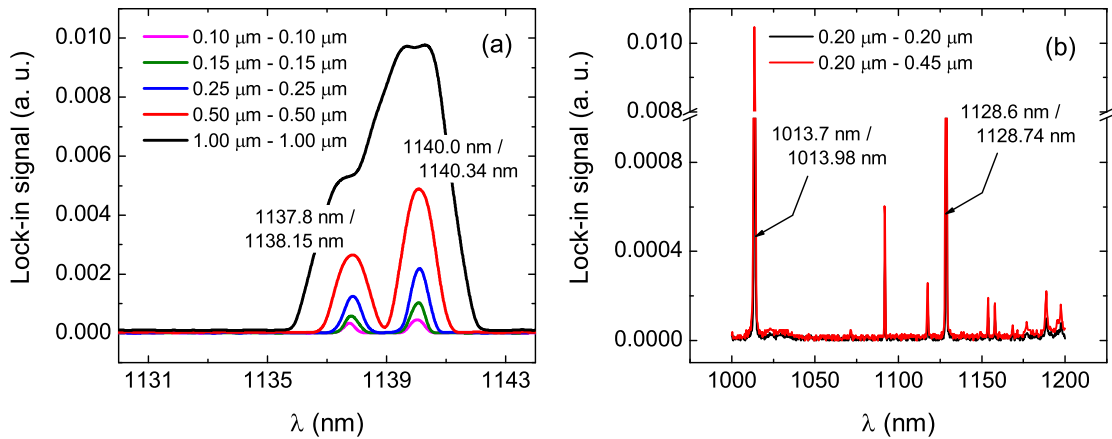 (a)
0.10 μm - 0.10 μm
0.15 μm - 0.15 μm
0.25 μm - 0.25 μm
0.50 μm - 0.50 μm
1.00 μm - 1.00 μm
1140.0 nm /
1140.34 nm
1137.8 nm /
1138.15 nm
0.010
0.008
0.006
0.004
0.002
0.000
Lock-in signal (a. u.)
1131
1135
1139
1143
λ (nm)
(b)
0.20 μm - 0.20 μm
0.20 μm - 0.45 μm
1013.7 nm /
1013.98 nm
1128.6 nm /
1128.74 nm
0.010
0.008
0.0008
0.0004
0.0000
Lock-in signal (a. u.)
1000
1050
1100
1150
1200
λ (nm)